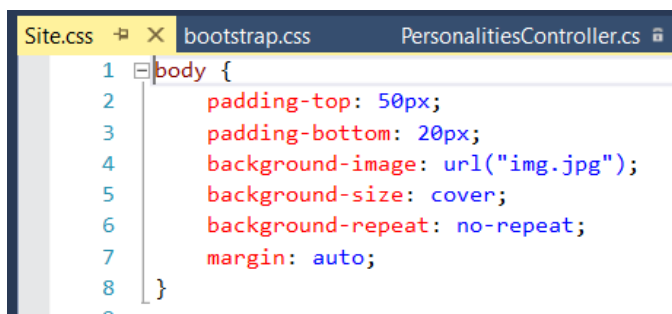 Site.css bootstrap.css PersonalitiesController.cs
1 body {
2 padding-top: 50px;
3 padding-bottom: 20px;
4 background-image: url("img.jpg");
5 background-size: cover;
6 background-repeat: no-repeat;
7 margin: auto;
8 }